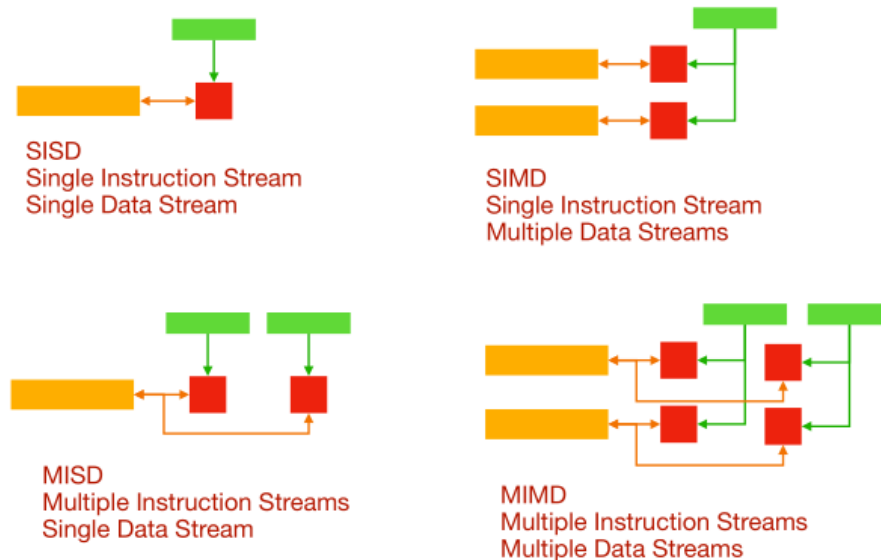 SISD
Single Instruction Stream
Single Data Stream
SIMD
Single Instruction Stream
Multiple Data Streams
MISD
Multiple Instruction Streams
Single Data Stream
MIMD
Multiple Instruction Streams
Multiple Data Streams